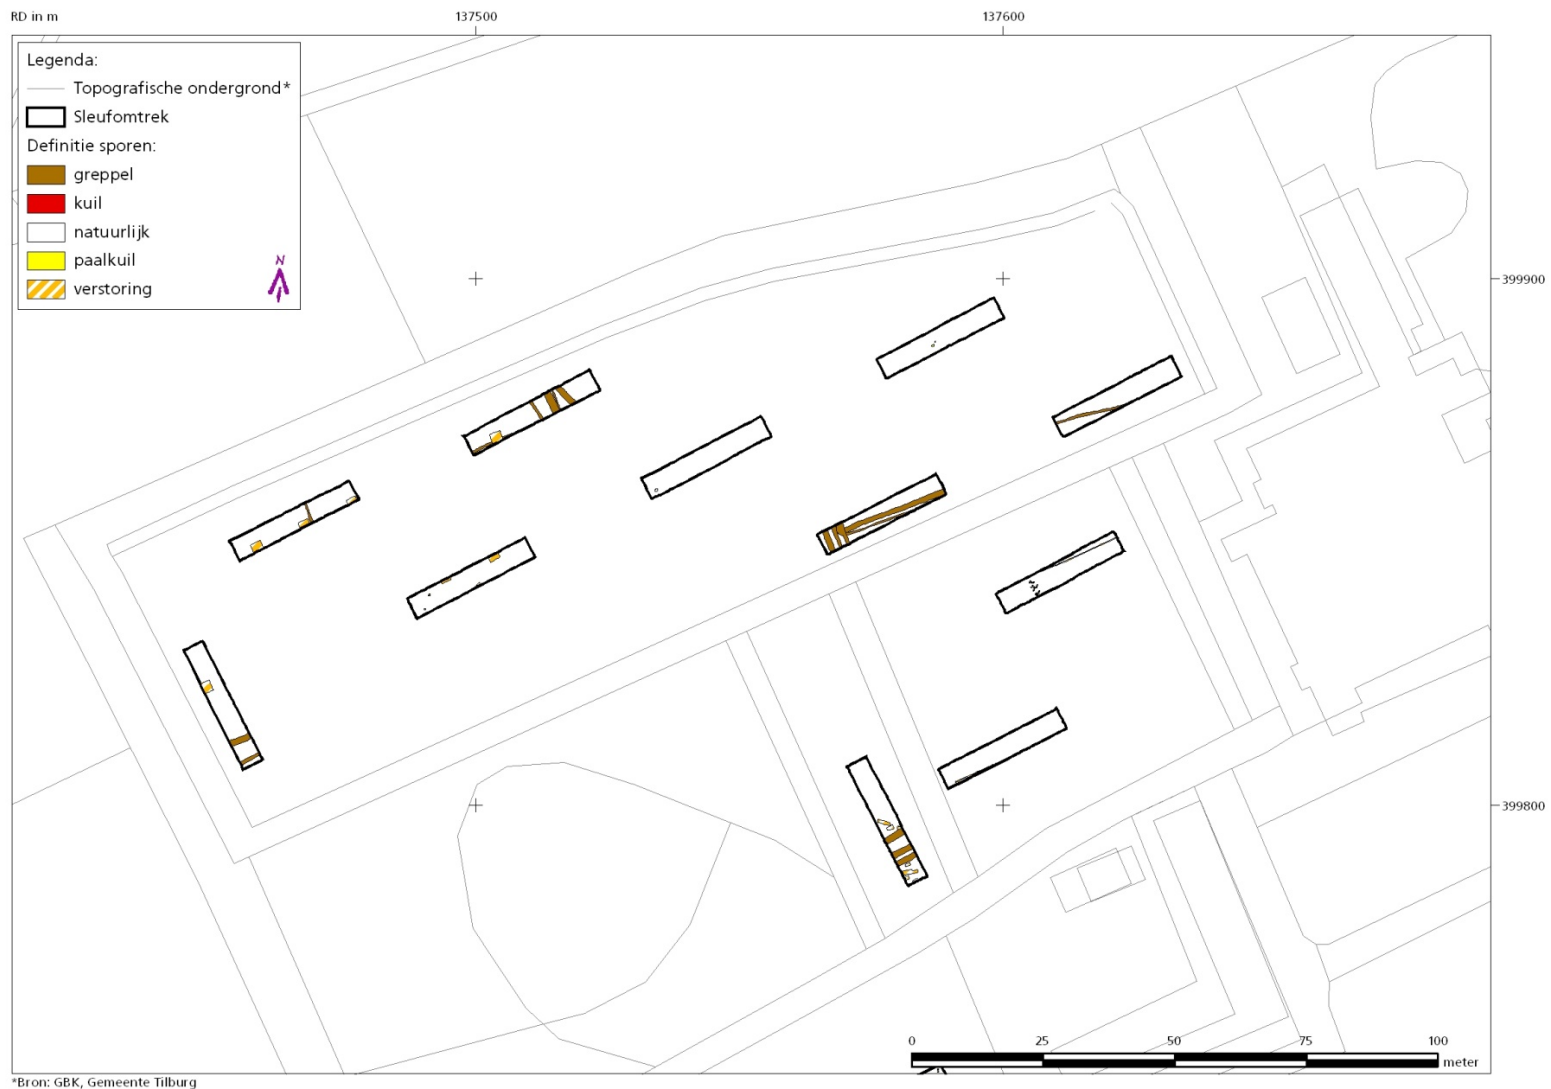 RD in m
137500
137600
Legenda:
Topografische ondergrond*
Sleufomtrek
Definitie sporen:
greppel
kuil
natuurlijk
paalkuil
verstoring
N
399900
399800
0
25
50
75
100
meter
*Bron: GBK, Gemeente Tilburg